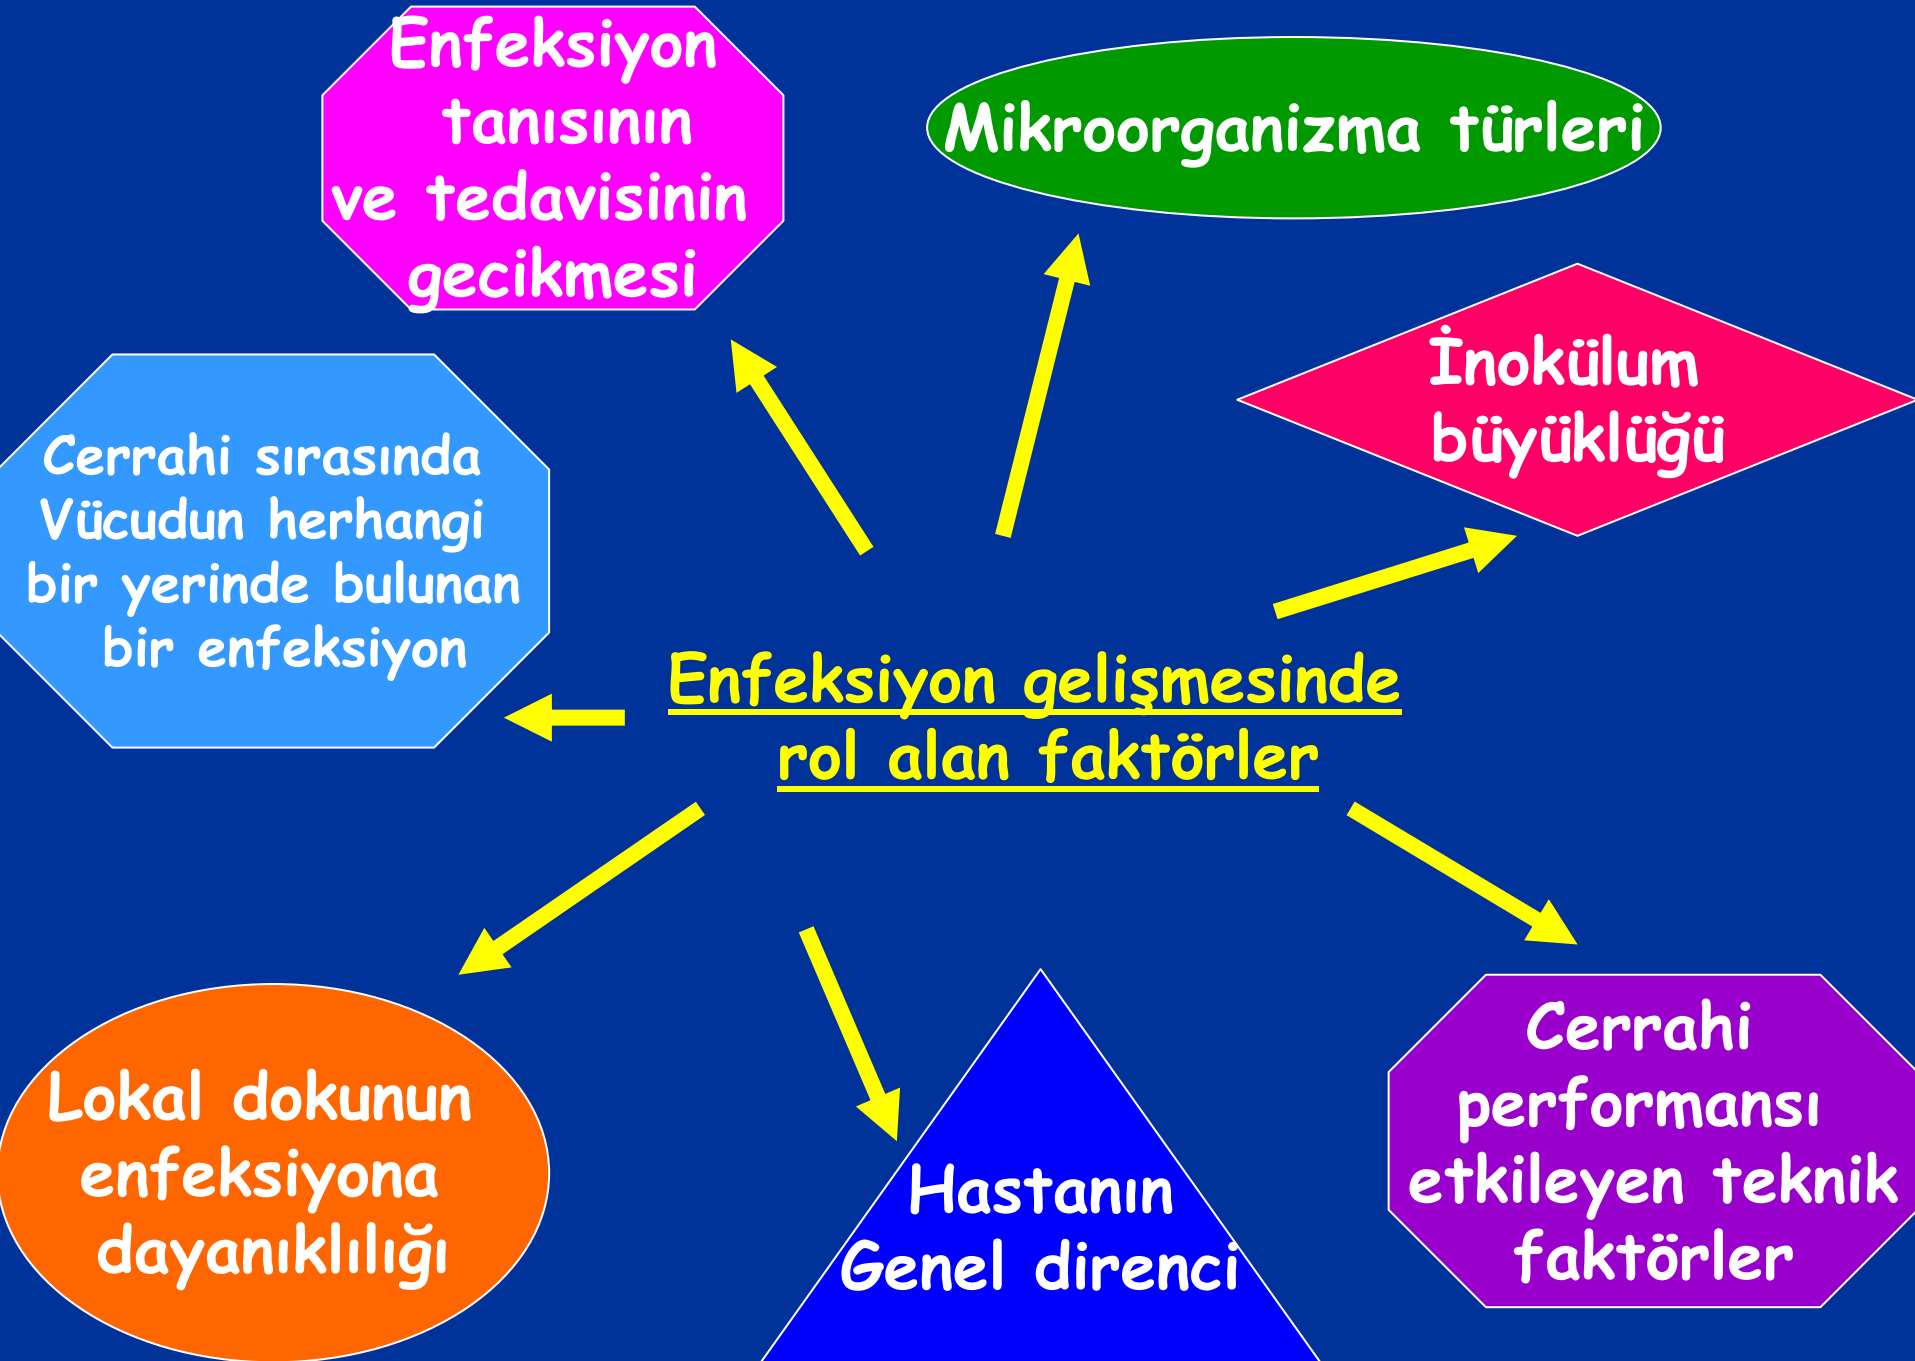 Enfeksiyon
tanısının
ve tedavisinin
gecikmesi
Mikroorganizma türleri
İnokülum
büyüklüğü
Cerrahi sırasında
Vücudun herhangi
bir yerinde bulunan
bir enfeksiyon
Enfeksiyon gelişmesinde
rol alan faktörler
Lokal dokunun
enfeksiyona
dayanıklılığı
Hastanın
Genel direnci
Cerrahi
performansı
etkileyen teknik
faktörler